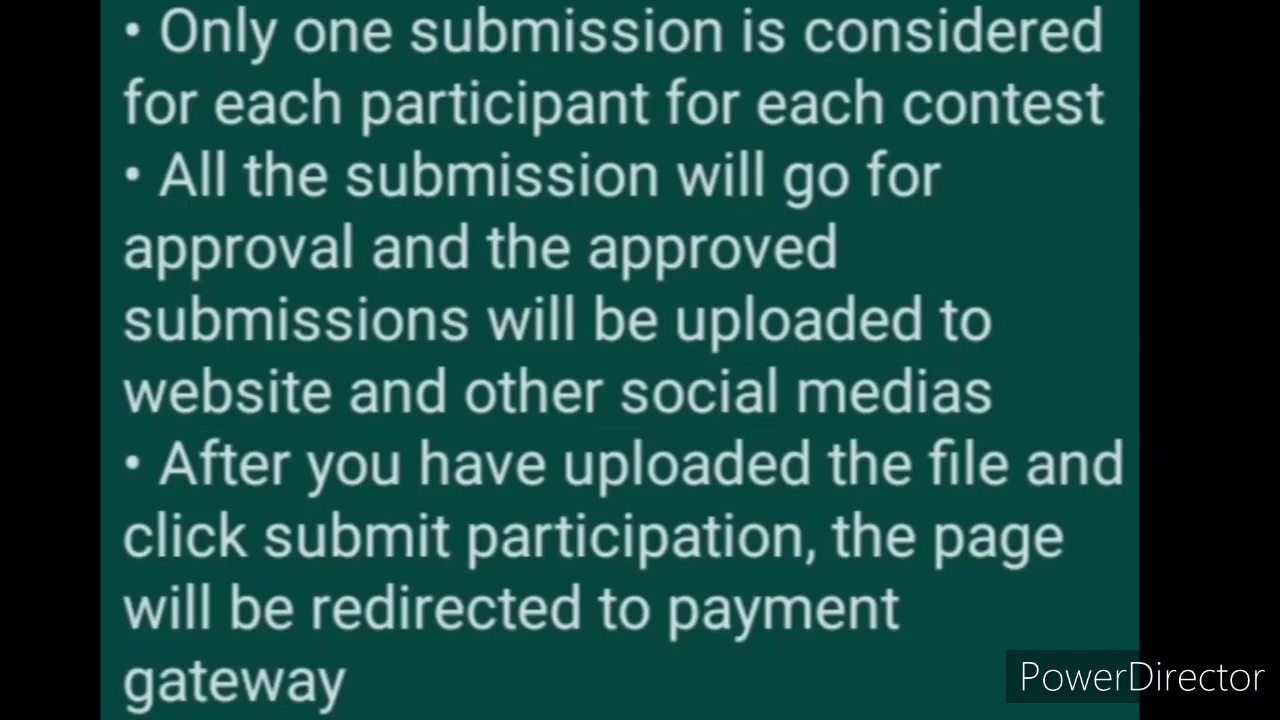 • Only one submission is considered
for each participant for each contest
• All the submission will go for
approval and the approved
submissions will be uploaded to
website and other social medias
• After you have uploaded the file and
click submit participation, the page
will be redirected to payment
gateway
PowerDirector